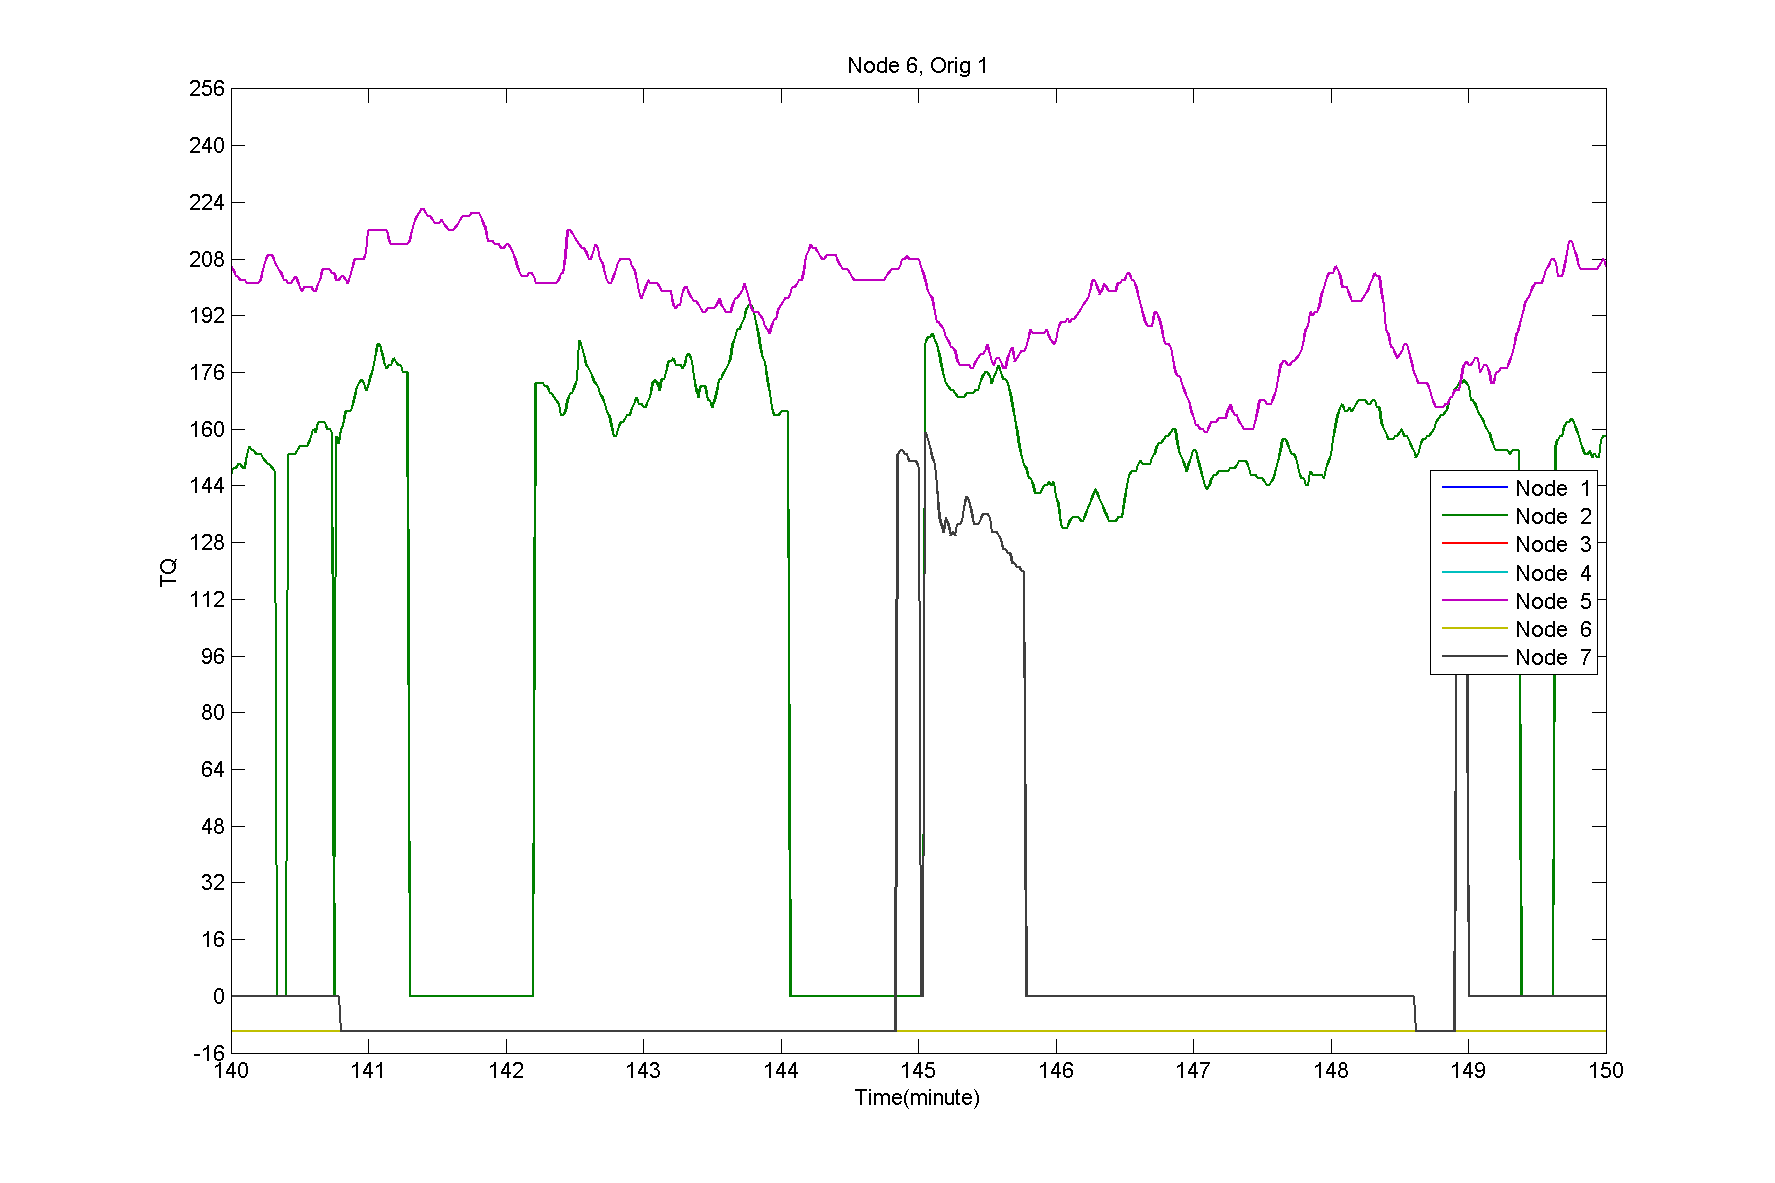 Node 6, Orig 1
256
240
224
208
192
176
160
144
128
112
96
80
64
48
32
16
0
-16
TQ
Node 1
Node 2
Node 3
Node 4
Node 5
Node 6
Node 7
140 141 142 143 144 145 146 147 148 149 150
Time(minute)